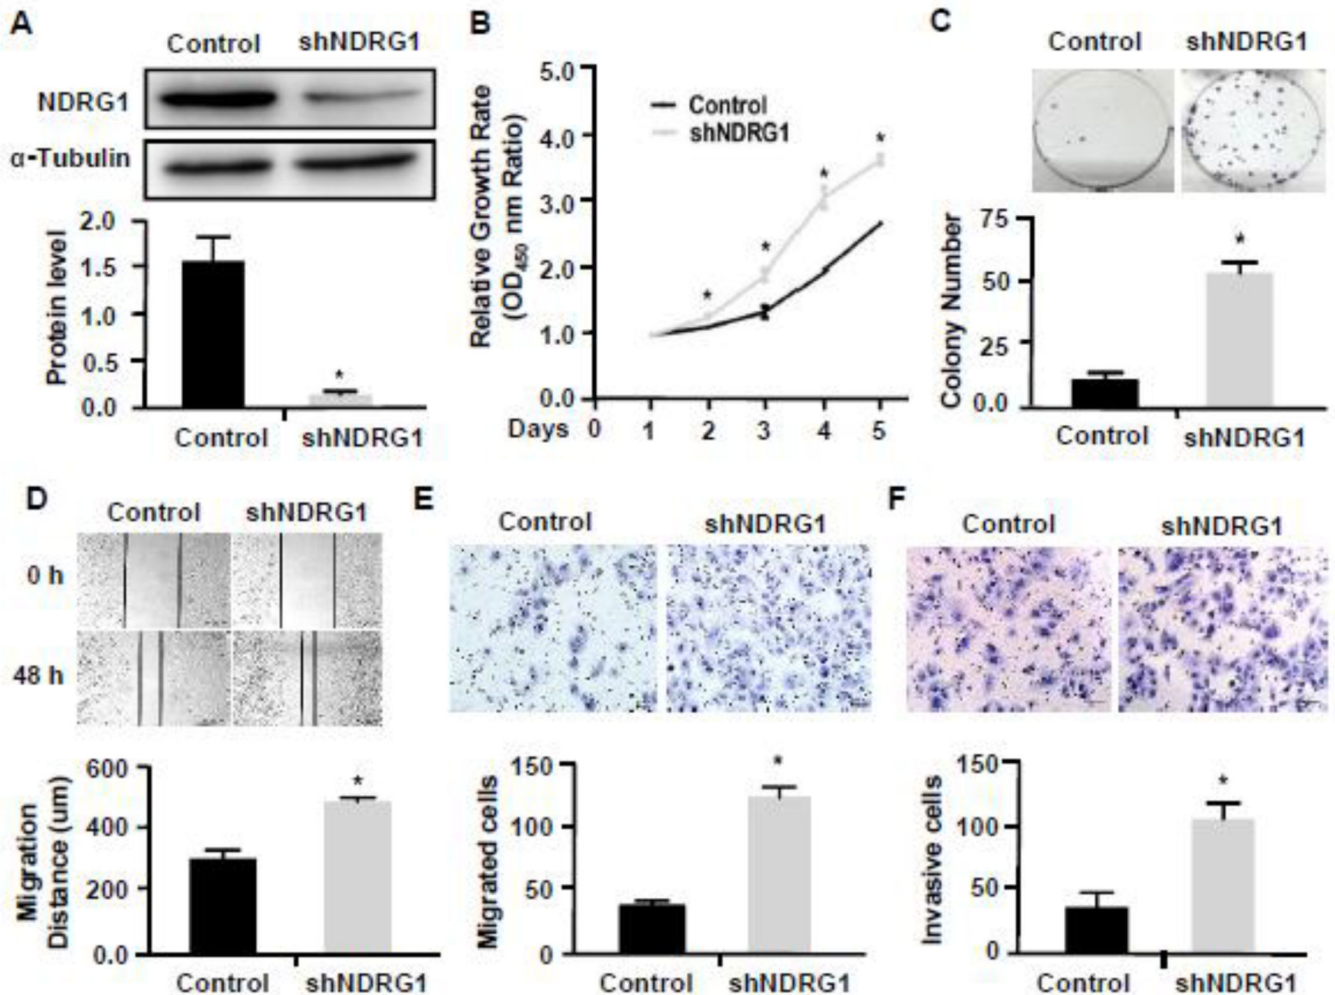 A
Control shNDRG1
NDRG1
α-Tubulin
Protein level
2.0
1.5
1.0
0.5
0.0
*
Control shNDRG1
B
Relative Growth Rate
(OD450 nm Ratio)
5.0
4.0
3.0
2.0
1.0
0.0
Control
shNDRG1
* * * *
Days 0 1 2 3 4 5
C
Control shNDRG1
Colony Number
75
50
25
0.0
*
Control shNDRG1
D
Control shNDRG1
0 h
48 h
Migration
Distance (um)
600
400
200
0.0
*
Control shNDRG1
E
Control shNDRG1
Migrated cells
150
100
50
0
*
Control shNDRG1
F
Control shNDRG1
Invasive cells
150
100
50
0
*
Control shNDRG1